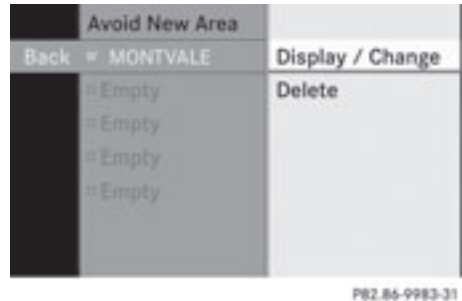 Avoid New Area
Back MONTVALE Display / Change
Empty Delete
Empty
Empty
Empty
P82.86-9983-31